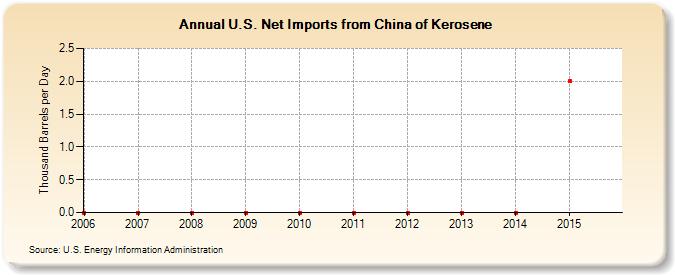 Annual U.S. Net Imports from China of Kerosene
Thousand Barrels per Day
2.5
2.0
1.5
1.0
0.5
0.0
2006 2007 2008 2009 2010 2011 2012 2013 2014 2015
Source: U.S. Energy Information Administration